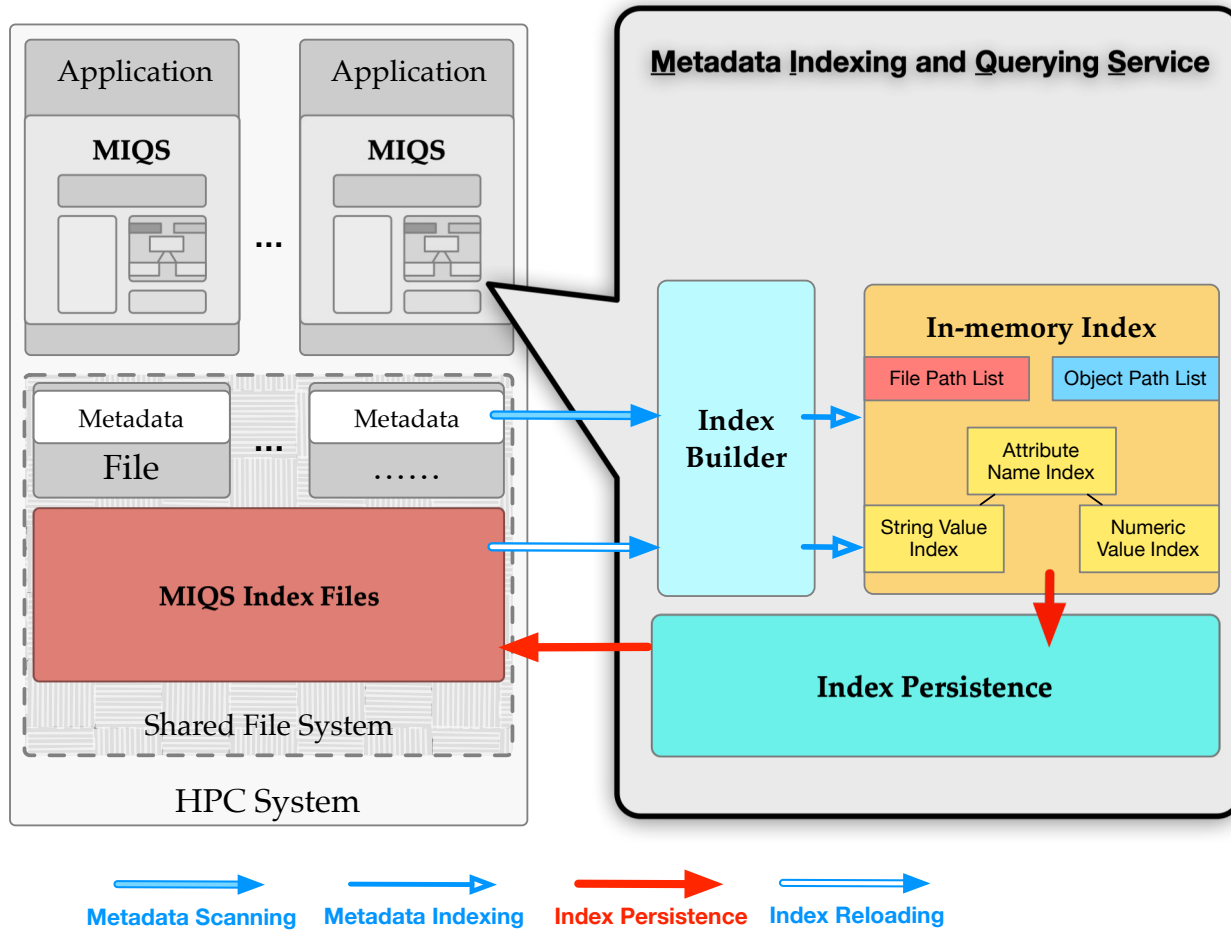 Application
Application
MIQS
MIQS
...
Metadata
Metadata
...
File
......
MIQS Index Files
Shared File System
HPC System
Metadata Indexing and Querying Service
Index
Builder
In-memory Index
File Path List
Object Path List
Attribute
Name Index
String Value
Index
Numeric
Value Index
Index Persistence
Metadata Scanning
Metadata Indexing
Index Persistence
Index Reloading